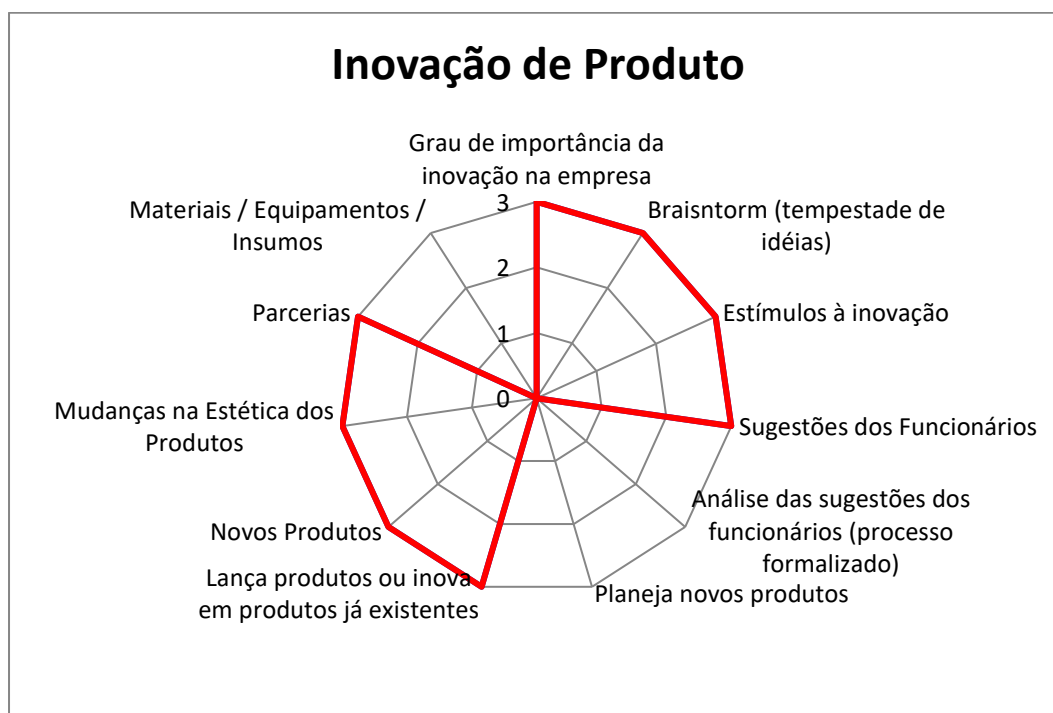 Inovação de Produto
Grau de importância da
inovação na empresa
Braisntorm (tempestade de
idéias)
Estímulos à inovação
Sugestões dos Funcionários
Análise das sugestões dos
funcionários (processo
formalizado)
Planeja novos produtos
Lança produtos ou inova
em produtos já existentes
Novos Produtos
Mudanças na Estética dos
Produtos
Parcerias
Materiais / Equipamentos /
Insumos
3
2
1
0